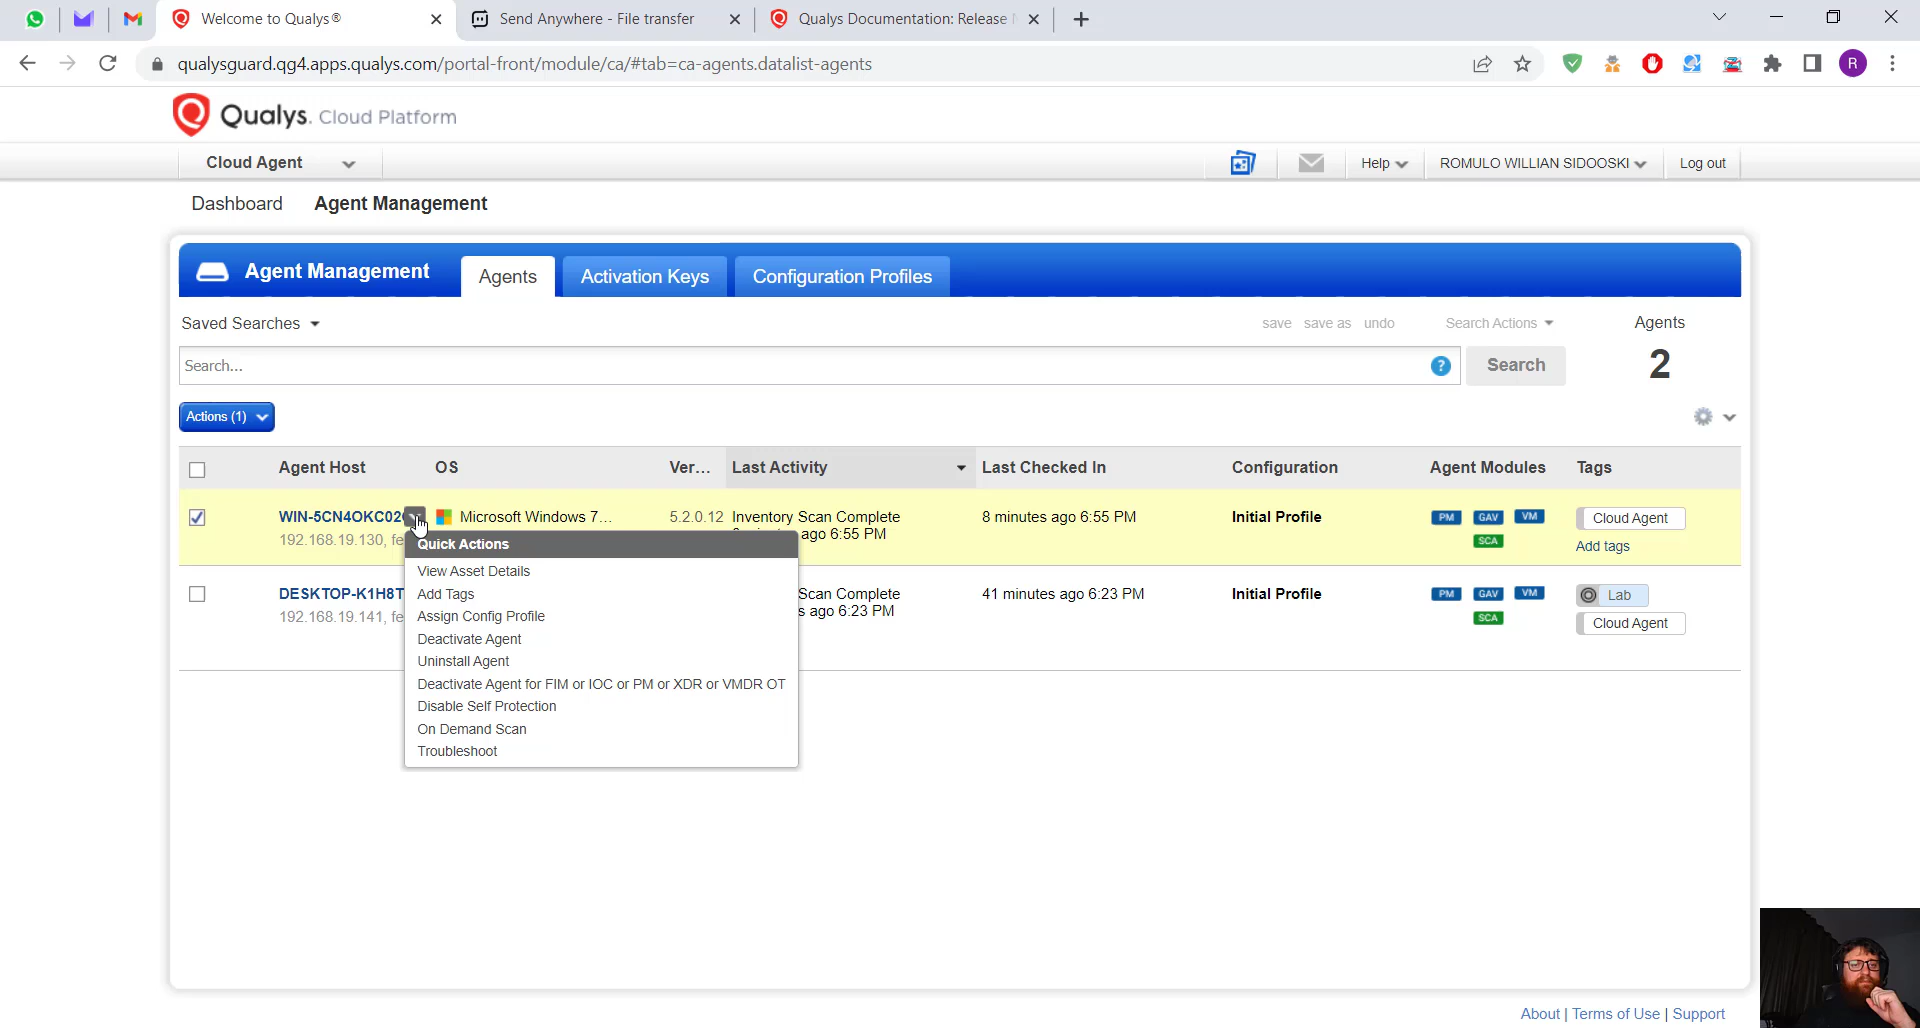 Welcome to Qualys®
Send Anywhere - File transfer
Qualys Documentation: Release
qualysguard.qg4.apps.qualys.com/portal-front/module/ca/#tab=ca-agents.datalist-agents
R
Qualys. Cloud Platform
Cloud Agent
Help
ROMULO WILLIAN SIDOOSKI
Log out
Dashboard
Agent Management
Agent Management
Agents
Activation Keys
Configuration Profiles
Saved Searches
save
save as
undo
Search Actions
Agents
Search...
?
Search
2
Actions (1)
Agent Host
OS
Ver...
Last Activity
Last Checked In
Configuration
Agent Modules
Tags
WIN-5CN4OKC02
Microsoft Windows 7...
5.2.0.12
Inventory Scan Complete
8 minutes ago 6:55 PM
Initial Profile
PM
GAV
VM
Cloud Agent
192.168.19.130, fe
ago 6:55 PM
SCA
Add tags
Quick Actions
View Asset Details
Add Tags
Assign Config Profile
Deactivate Agent
Uninstall Agent
Deactivate Agent for FIM or IOC or PM or XDR or VMDR OT
Disable Self Protection
On Demand Scan
Troubleshoot
DESKTOP-K1H8T
Scan Complete
41 minutes ago 6:23 PM
Initial Profile
PM
GAV
VM
Lab
192.168.19.141, fe
s ago 6:23 PM
SCA
Cloud Agent
About | Terms of Use | Support